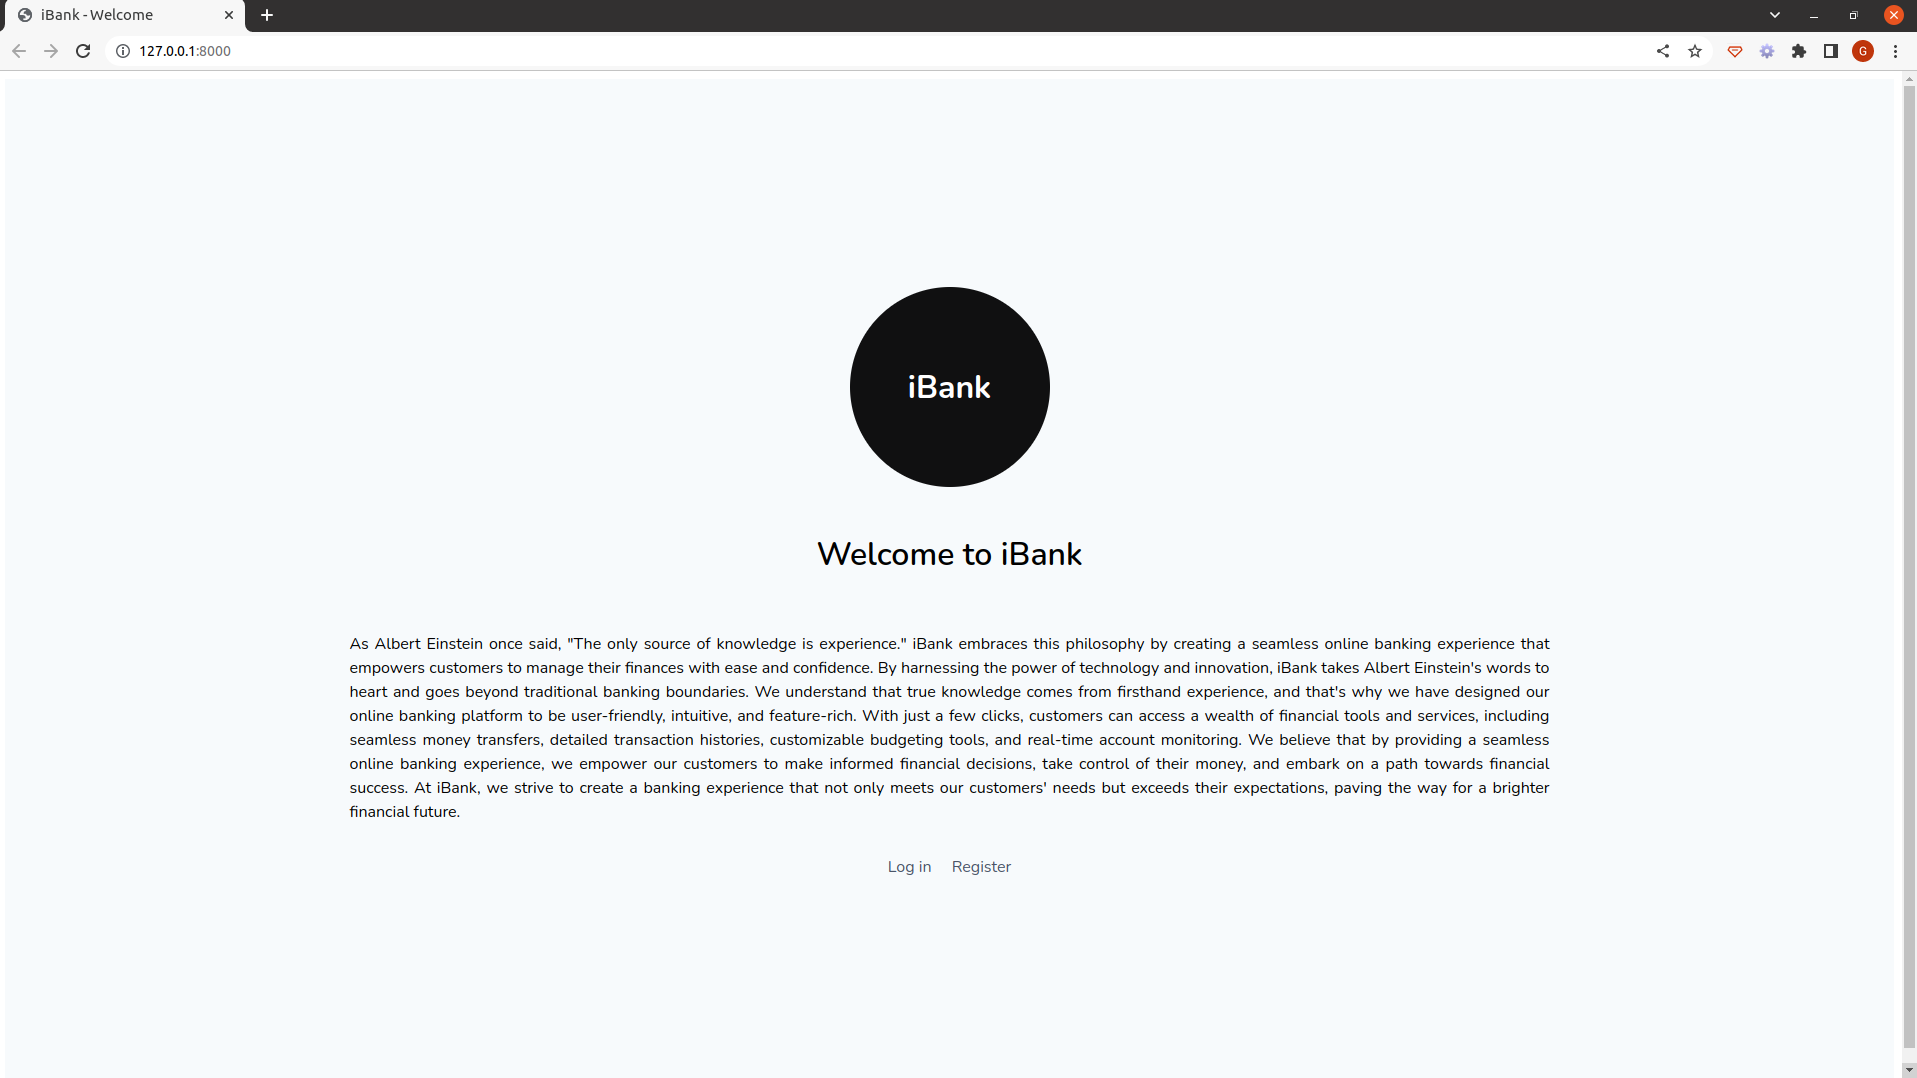 iBank - Welcome
127.0.0.1:8000
G
iBank
Welcome to iBank
As Albert Einstein once said, "The only source of knowledge is experience." iBank embraces this philosophy by creating a seamless online banking experience that
empowers customers to manage their finances with ease and confidence. By harnessing the power of technology and innovation, iBank takes Albert Einstein's words to
heart and goes beyond traditional banking boundaries. We understand that true knowledge comes from firsthand experience, and that's why we have designed our
online banking platform to be user-friendly, intuitive, and feature-rich. With just a few clicks, customers can access a wealth of financial tools and services, including
seamless money transfers, detailed transaction histories, customizable budgeting tools, and real-time account monitoring. We believe that by providing a seamless
online banking experience, we empower our customers to make informed financial decisions, take control of their money, and embark on a path towards financial
success. At iBank, we strive to create a banking experience that not only meets our customers' needs but exceeds their expectations, paving the way for a brighter
financial future.
Log in Register